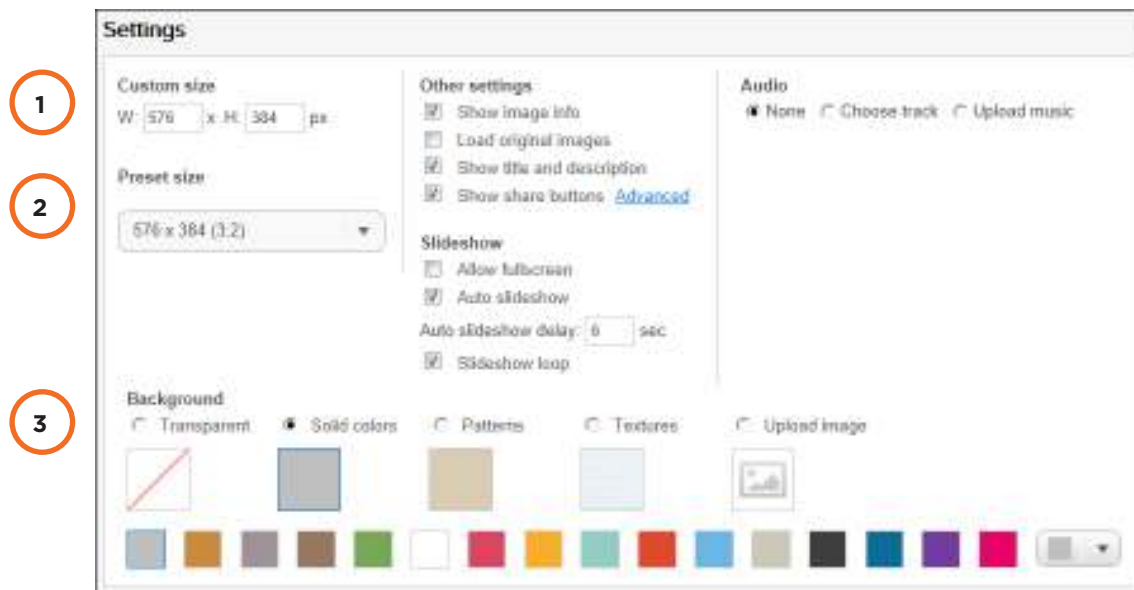 Settings
1
Custom size
W: 576 x H: 384 px
2
Preset size
576 x 384 (3:2)
Other settings
Show image info
Load original images
Show title and description
Show share buttons Advanced
Slideshow
Allow fullscreen
Auto slideshow
Auto slideshow delay: 6 sec
Slideshow loop
Audio
None Choose track Upload music
3
Background
Transparent Solid colors Patterns Textures Upload image